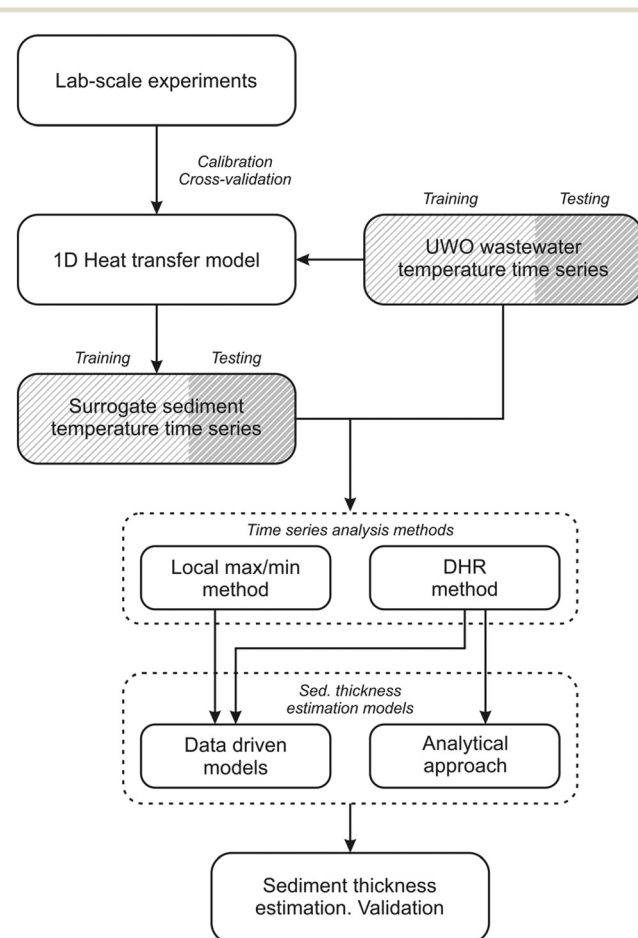 Lab-scale experiments
Calibration
Cross-validation
Training
Testing
1D Heat transfer model
UWO wastewater
temperature time series
Training
Testing
Surrogate sediment
temperature time series
Time series analysis methods
Local max/min
method
DHR
method
Sed. thickness
estimation models
Data driven
models
Analytical
approach
Sediment thickness
estimation. Validation